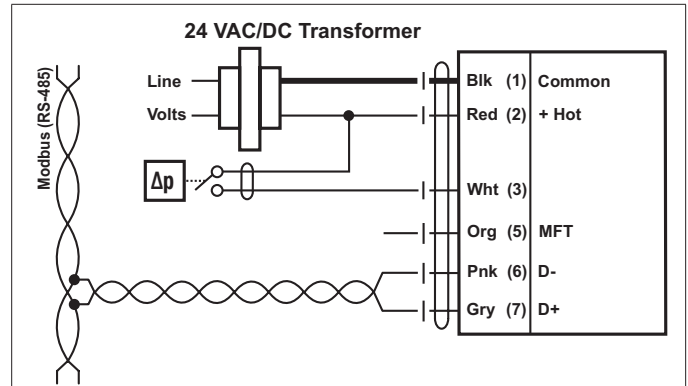 24 VAC/DC Transformer
Line
Volts
Modbus (RS-485)
Δp
Blk (1) Common
Red (2) + Hot
Wht (3)
Org (5) MFT
Pnk (6) D-
Gry (7) D+